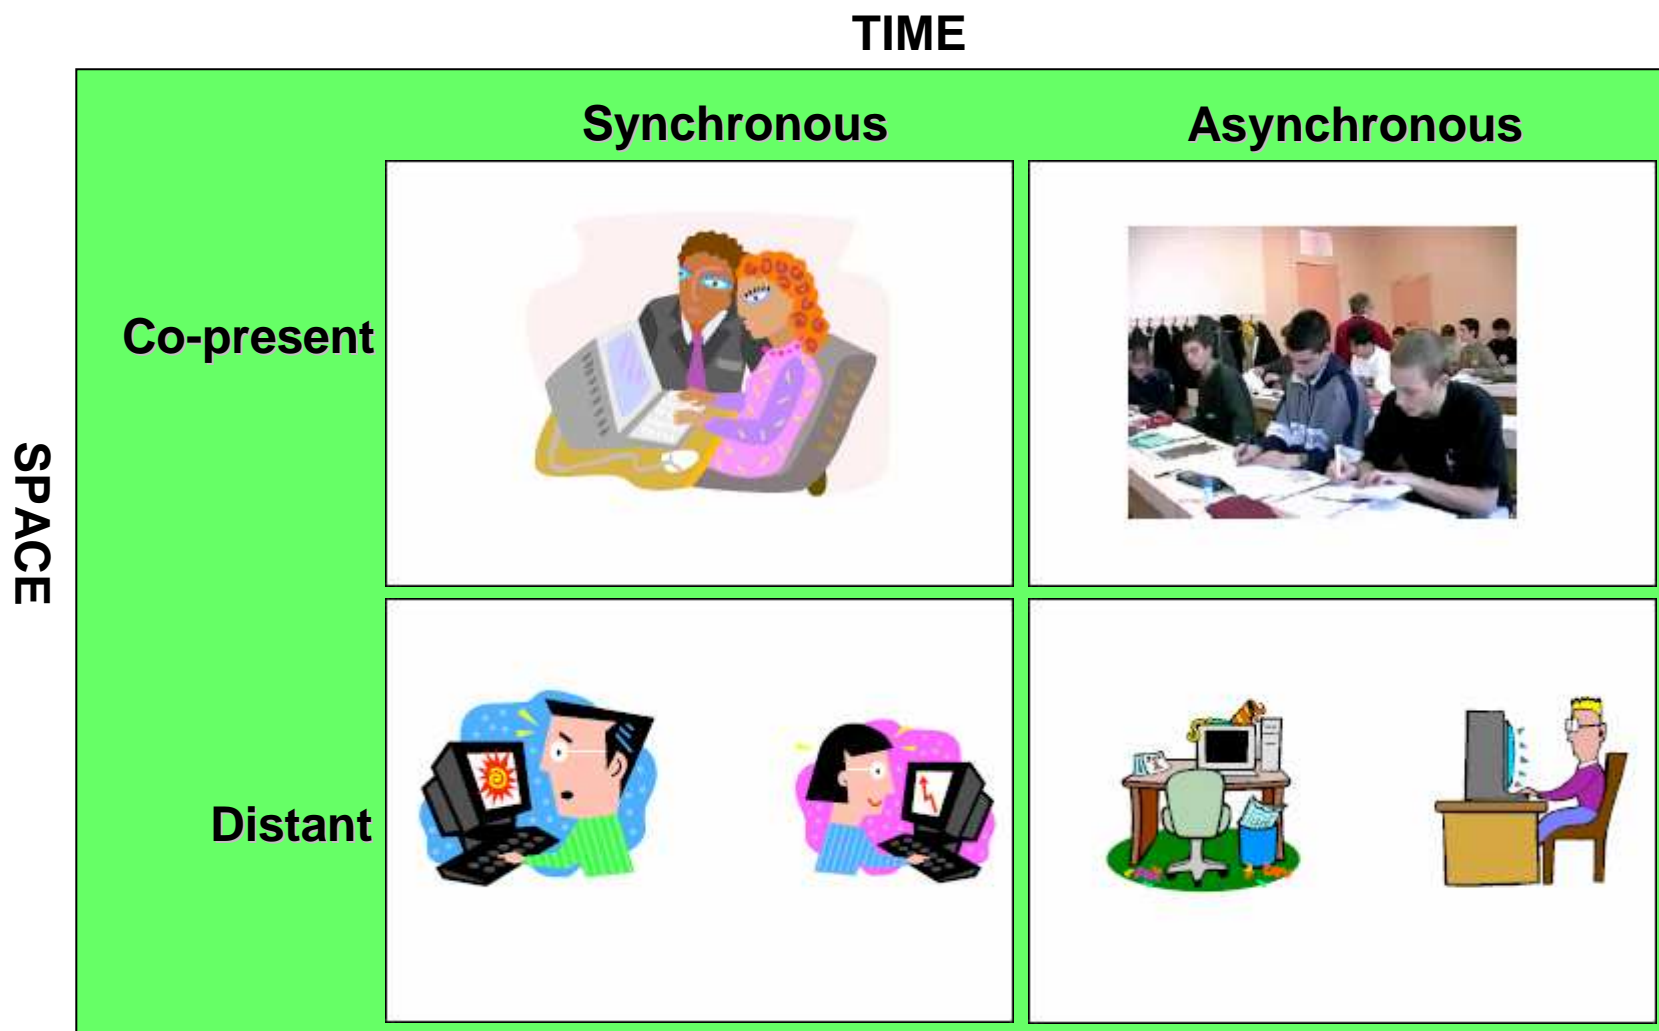 TIME
Synchronous
Asynchronous
Co-present
SPACE
Distant